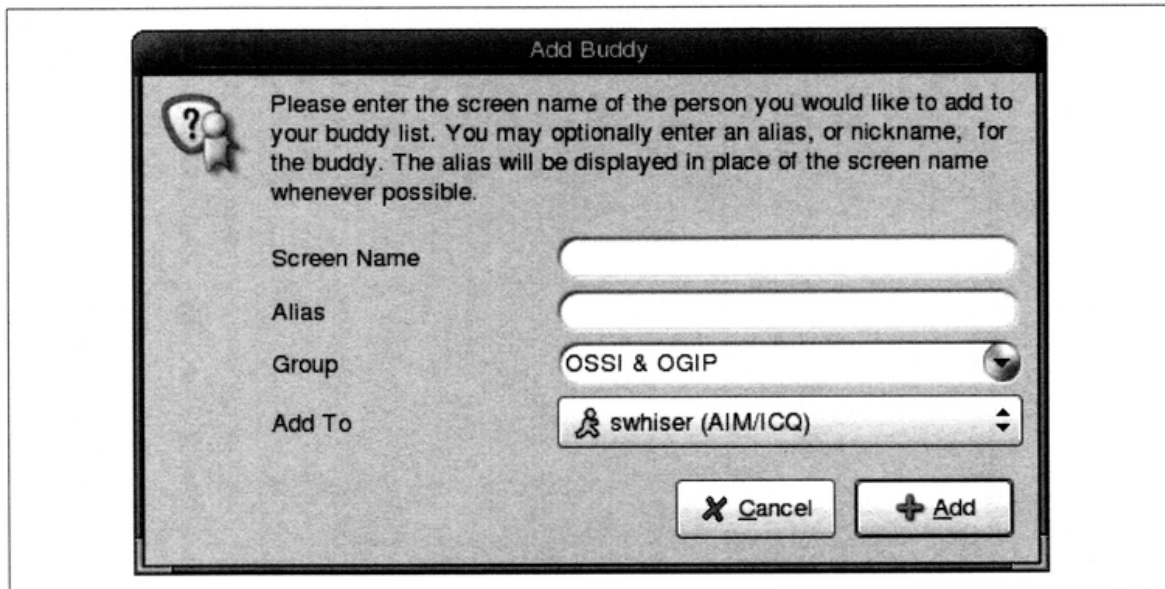 Add Buddy
Please enter the screen name of the person you would like to add to
your buddy list. You may optionally enter an alias, or nickname, for
the buddy. The alias will be displayed in place of the screen name
whenever possible.
Screen Name
Alias
Group OSSI & OGIP
Add To swhiser (AIM/ICQ)
Cancel Add